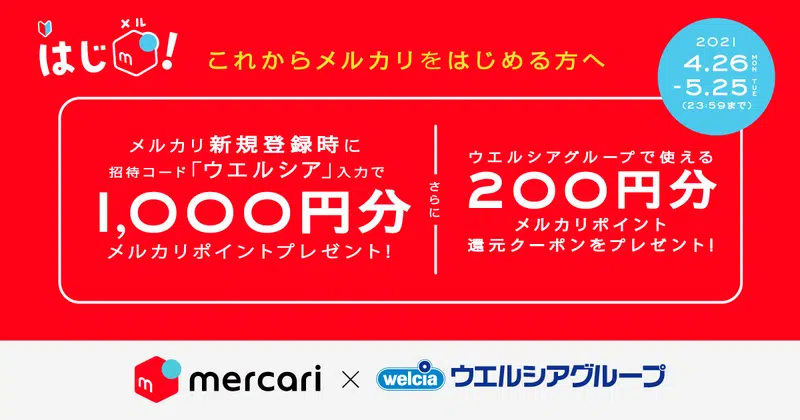 メル
はじ
m
!
これからメルカリをはじめる方へ
2021
4.26 MON
-5.25 TUE
(23:59まで)
メルカリ新規登録時に
招待コード「ウエルシア」入力で
1,000円分
メルカリポイントプレゼント!
さらに
ウエルシアグループで使える
200円分
メルカリポイント
還元クーポンをプレゼント!
m mercari × welcia ウエルシアグループ